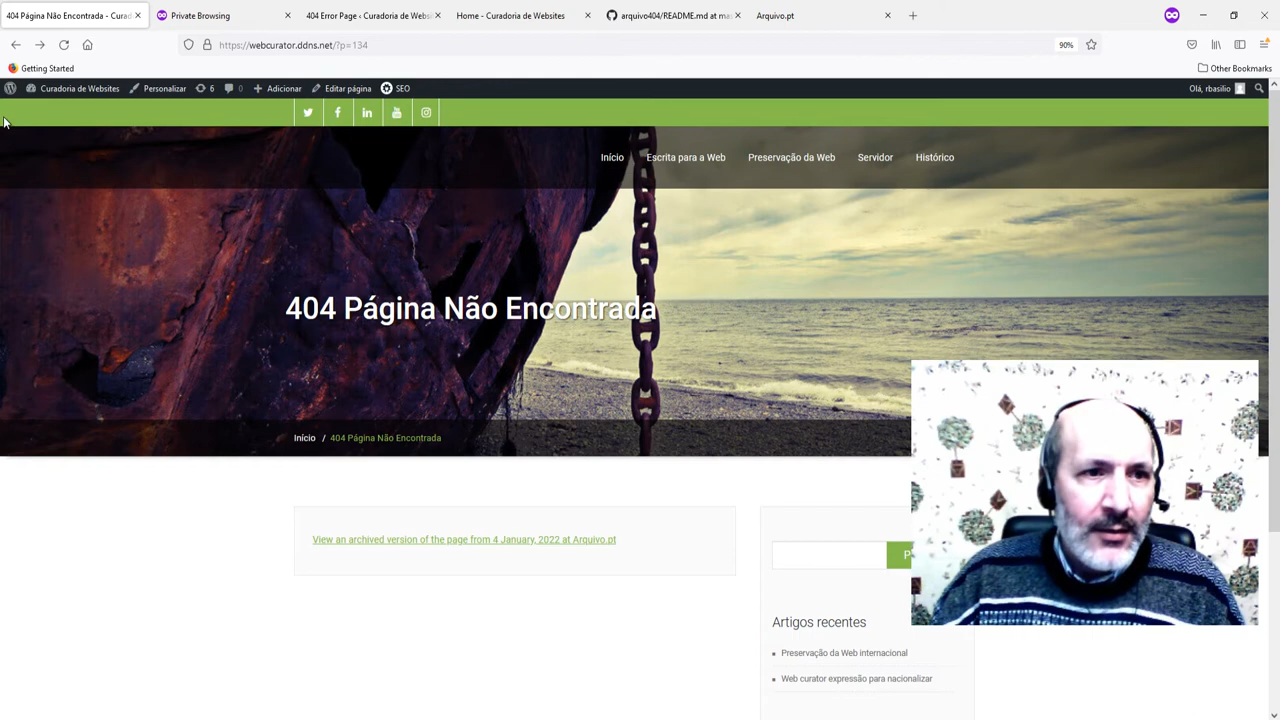 404 Página Não Encontrada - Curad
Private Browsing
404 Error Page ‹ Curadoria de Websi
Home - Curadoria de Websites
arquivo404/README.md at mas
Arquivo.pt
https://webcurator.ddns.net/?p=134
90%
Getting Started
Other Bookmarks
Curadoria de Websites
Personalizar
6
0
Adicionar
Editar página
SEO
Olá, rbasilio
Início
Escrita para a Web
Preservação da Web
Servidor
Histórico
404 Página Não Encontrada
Início / 404 Página Não Encontrada
View an archived version of the page from 4 January, 2022 at Arquivo.pt
P
Artigos recentes
Preservação da Web internacional
Web curator expressão para nacionalizar